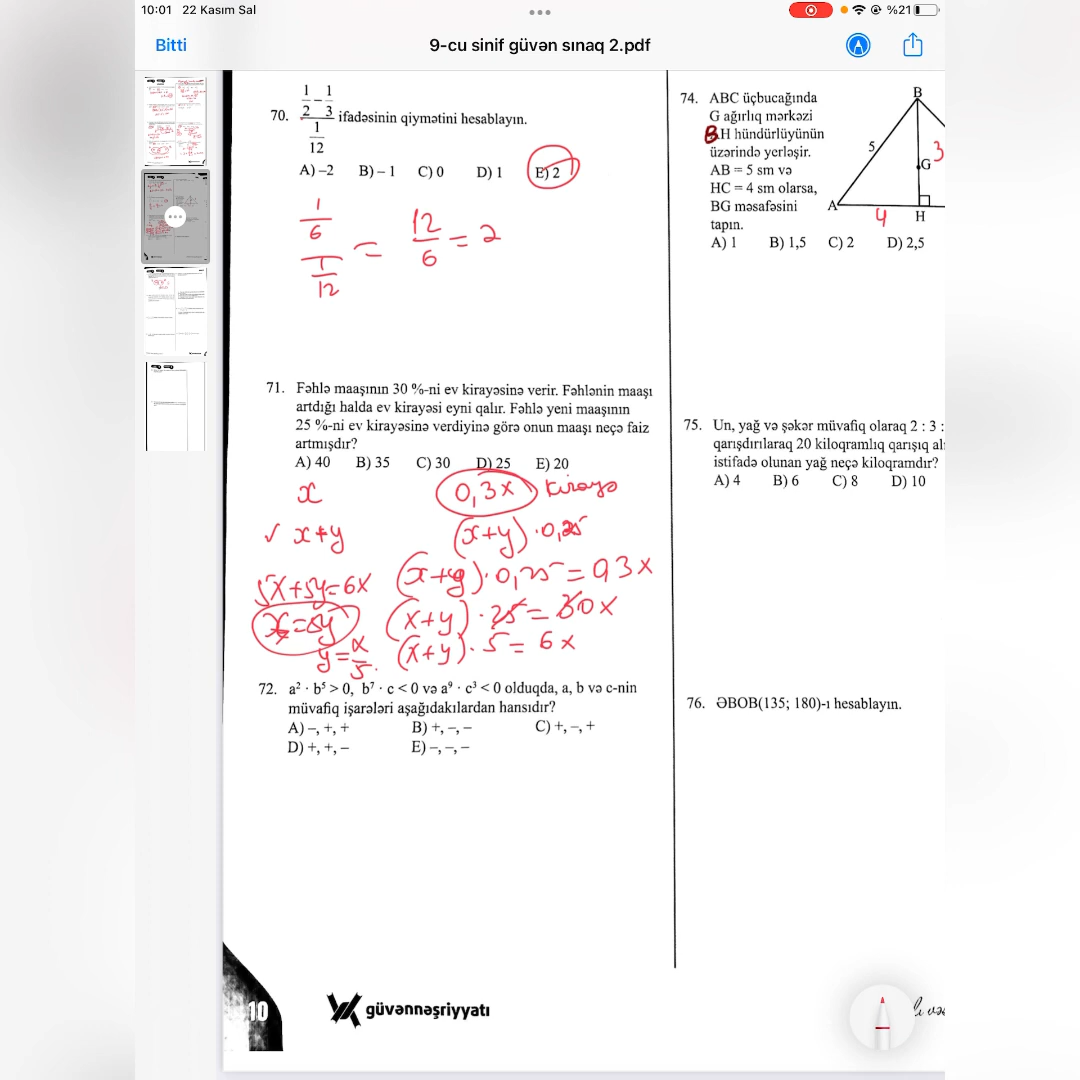 10:01 22 Kasım Sal
%21
Bitti
9-cu sinif güvən sınaq 2.pdf
70. 1/2 - 1/3 / 1/12 ifadəsinin qiymətini hesablayın.
A) –2 B) – 1 C) 0 D) 1 E) 2
1/6 / 1/12 = 12/6 = 2
71. Fəhlə maaşının 30 %-ni ev kirayəsinə verir. Fəhlənin maaşı
artdığı halda ev kirayəsi eyni qalır. Fəhlə yeni maaşının
25 %-ni ev kirayəsinə verdiyinə görə onun maaşı neçə faiz
artmışdır?
A) 40 B) 35 C) 30 D) 25 E) 20
x 0,3x kirayə
√ x+y (x+y) · 0,25
(x+y) · 0,25 = 0,3x
5x+5y=6x
(x+y) · 25 = 30x
x=5y
(x+y) · 5 = 6x
y=x/5
72. a² · b⁵ > 0, b⁷ · c < 0 və a⁹ · c³ < 0 olduqda, a, b və c-nin
müvafiq işarələri aşağıdakılardan hansıdır?
A) –, +, + B) +, –, – C) +, –, +
D) +, +, – E) –, –, –
10
güvənnəşriyyatı
74. ABC üçbucağında
G ağırlıq mərkəzi
BH hündürlüyünün
üzərində yerləşir.
AB = 5 sm və
HC = 4 sm olarsa,
BG məsafəsini
tapın.
A) 1 B) 1,5 C) 2 D) 2,5
B
5
3
G
A
4
H
75. Un, yağ və şəkər müvafiq olaraq 2 : 3 :
qarışdırılaraq 20 kiloqramlıq qarışıq al
istifadə olunan yağ neçə kiloqramdır?
A) 4 B) 6 C) 8 D) 10
76. ƏBOB(135; 180)-ı hesablayın.